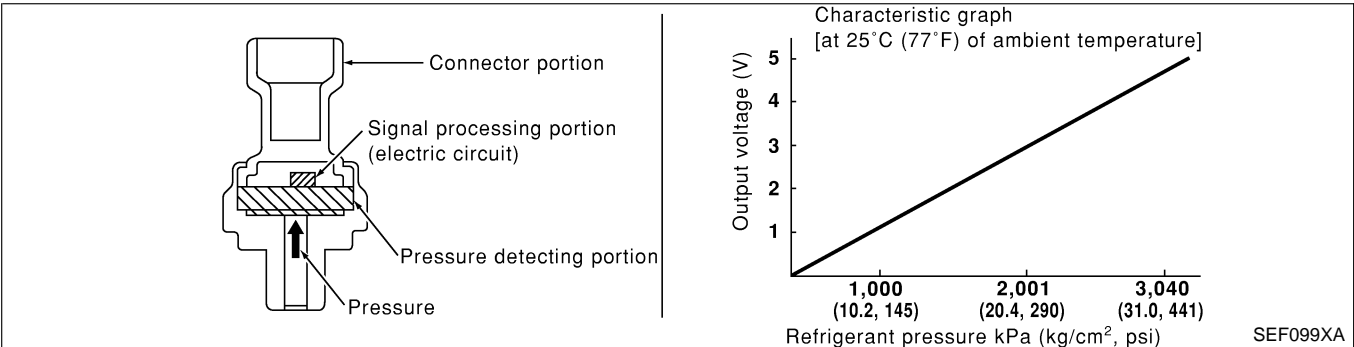 Connector portion
Signal processing portion
(electric circuit)
Pressure detecting portion
Pressure
Characteristic graph
[at 25˚C (77˚F) of ambient temperature]
Output voltage (V)
5
4
3
2
1
1,000 2,001 3,040
(10.2, 145) (20.4, 290) (31.0, 441)
Refrigerant pressure kPa (kg/cm², psi)
SEF099XA